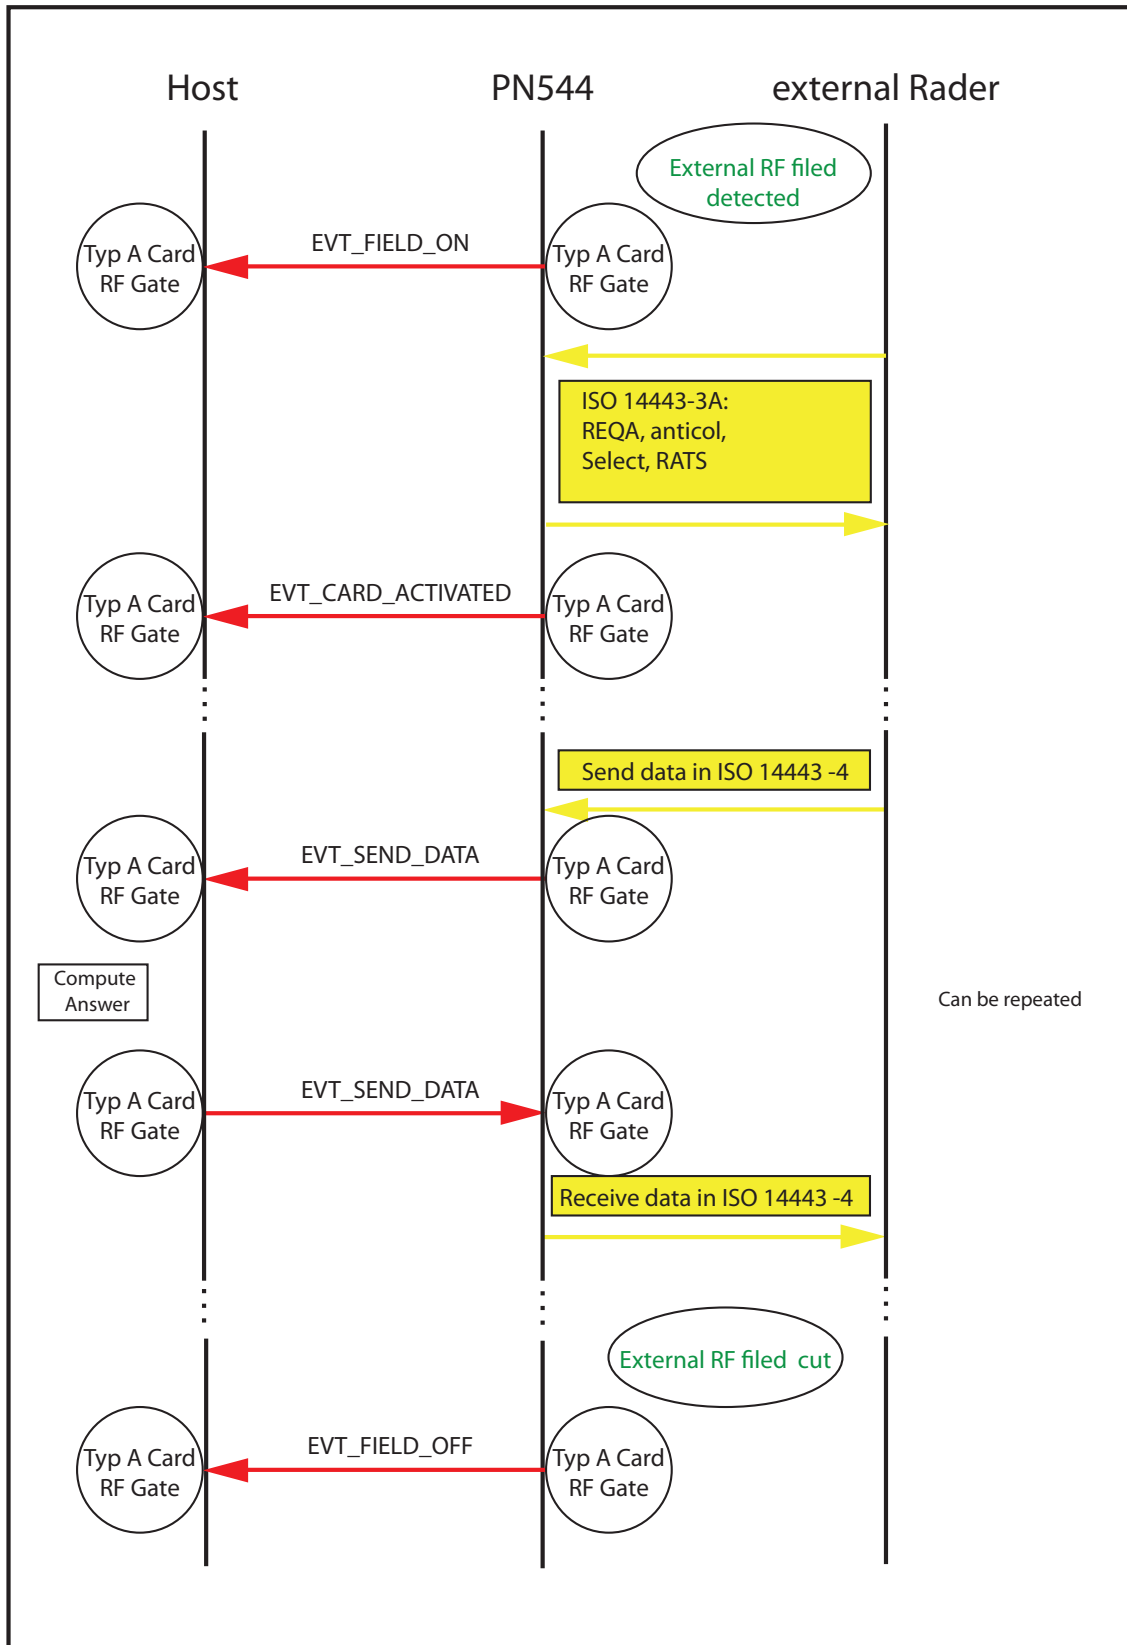 Host
PN544
external Rader
External RF filed
detected
Typ A Card
RF Gate
EVT_FIELD_ON
Typ A Card
RF Gate
ISO 14443-3A:
REQA, anticol,
Select, RATS
Typ A Card
RF Gate
EVT_CARD_ACTIVATED
Typ A Card
RF Gate
Send data in ISO 14443 -4
Typ A Card
RF Gate
EVT_SEND_DATA
Typ A Card
RF Gate
Compute
Answer
Can be repeated
Typ A Card
RF Gate
EVT_SEND_DATA
Typ A Card
RF Gate
Receive data in ISO 14443 -4
External RF filed  cut
Typ A Card
RF Gate
EVT_FIELD_OFF
Typ A Card
RF Gate